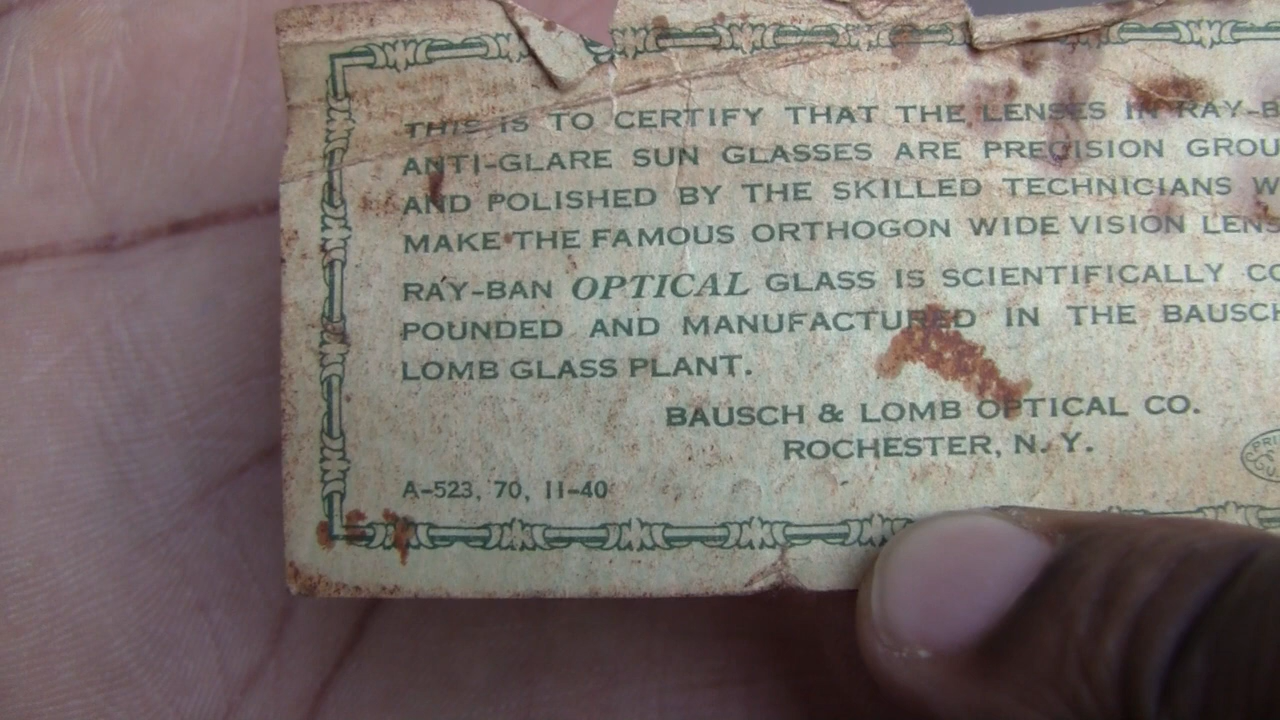 THIS IS TO CERTIFY THAT THE LENSES IN RAY-B
ANTI-GLARE SUN GLASSES ARE PRECISION GROU
AND POLISHED BY THE SKILLED TECHNICIANS W
MAKE THE FAMOUS ORTHOGON WIDE VISION LENS
RAY-BAN OPTICAL GLASS IS SCIENTIFICALLY CO
POUNDED AND MANUFACTURED IN THE BAUSCH
LOMB GLASS PLANT.
BAUSCH & LOMB OPTICAL CO.
ROCHESTER, N. Y.
A-523, 70, 11-40